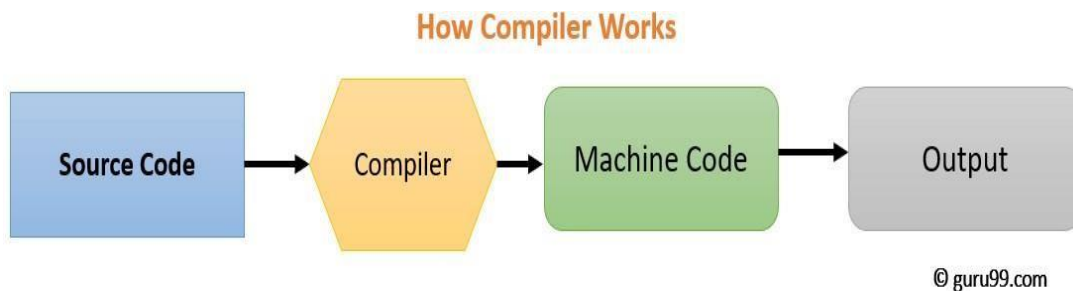 How Compiler Works
Source Code
Compiler
Machine Code
Output
© guru99.com